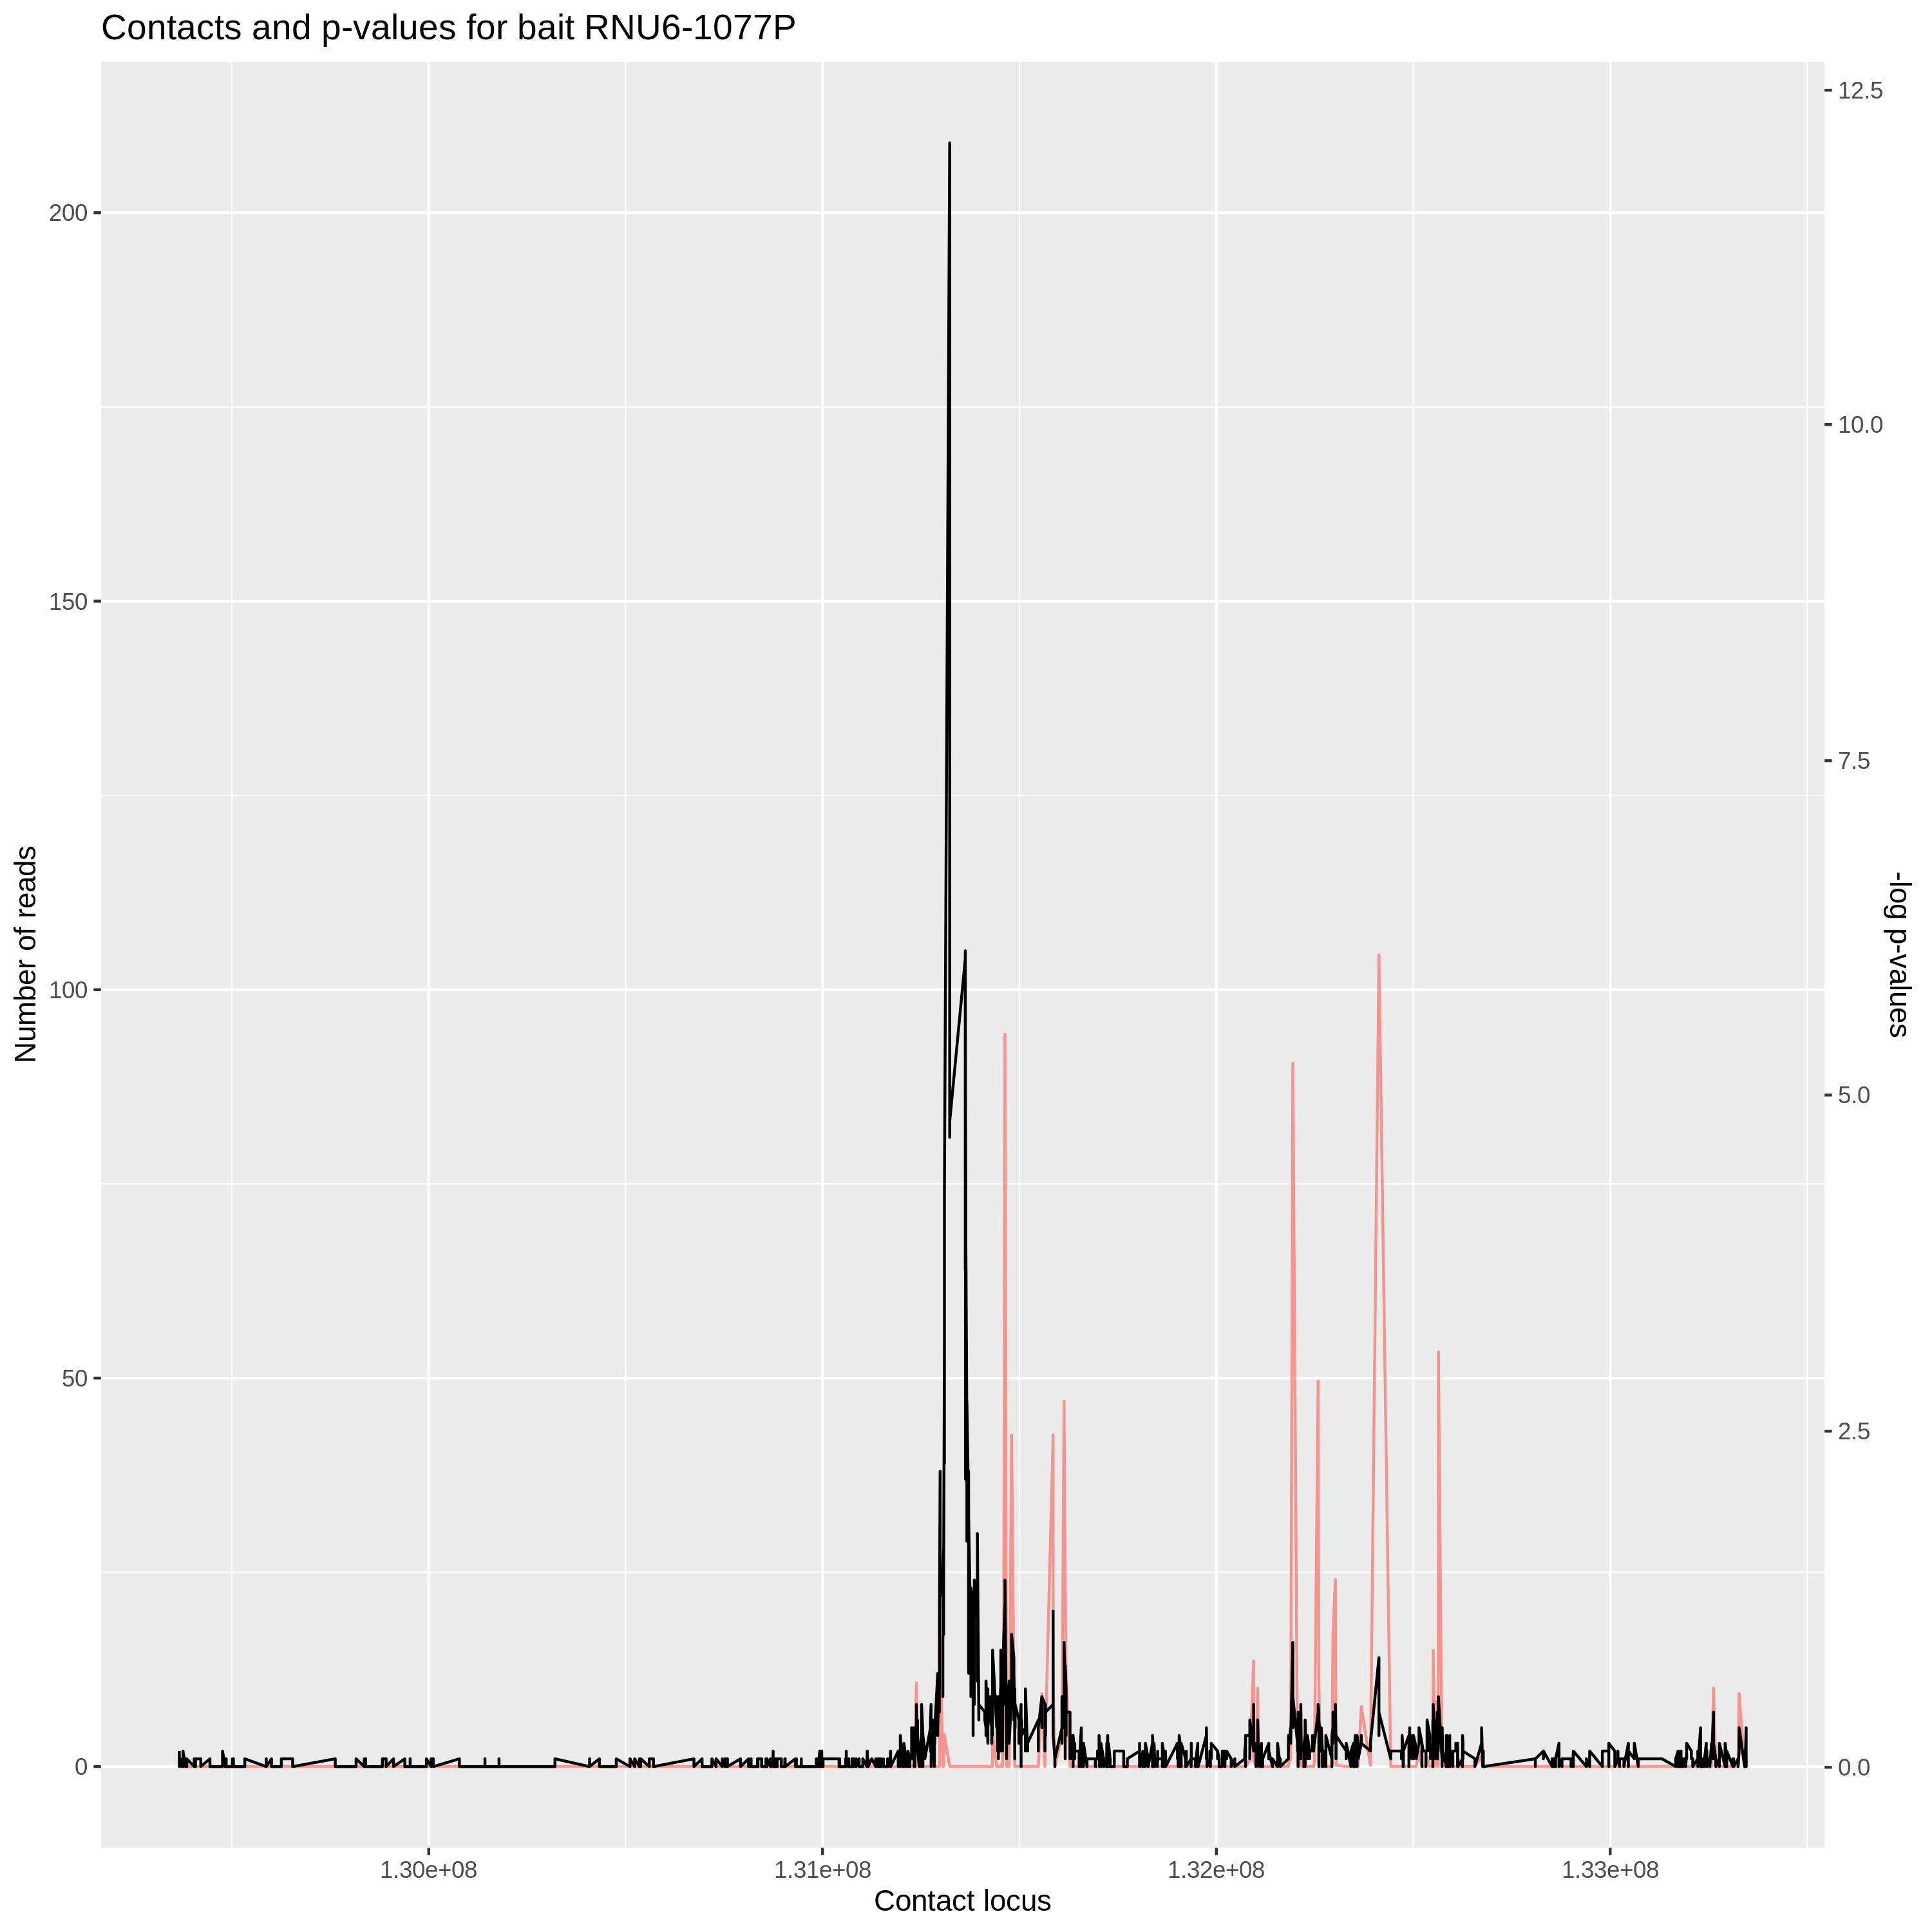 Contacts and p-values for bait RNU6-1077P
12.5
200
10.0
150
7.5
Number of reads
-log p-values
100
5.0
50
2.5
0
0.0
1.30e+08 1.31e+08 1.32e+08 1.33e+08
Contact locus